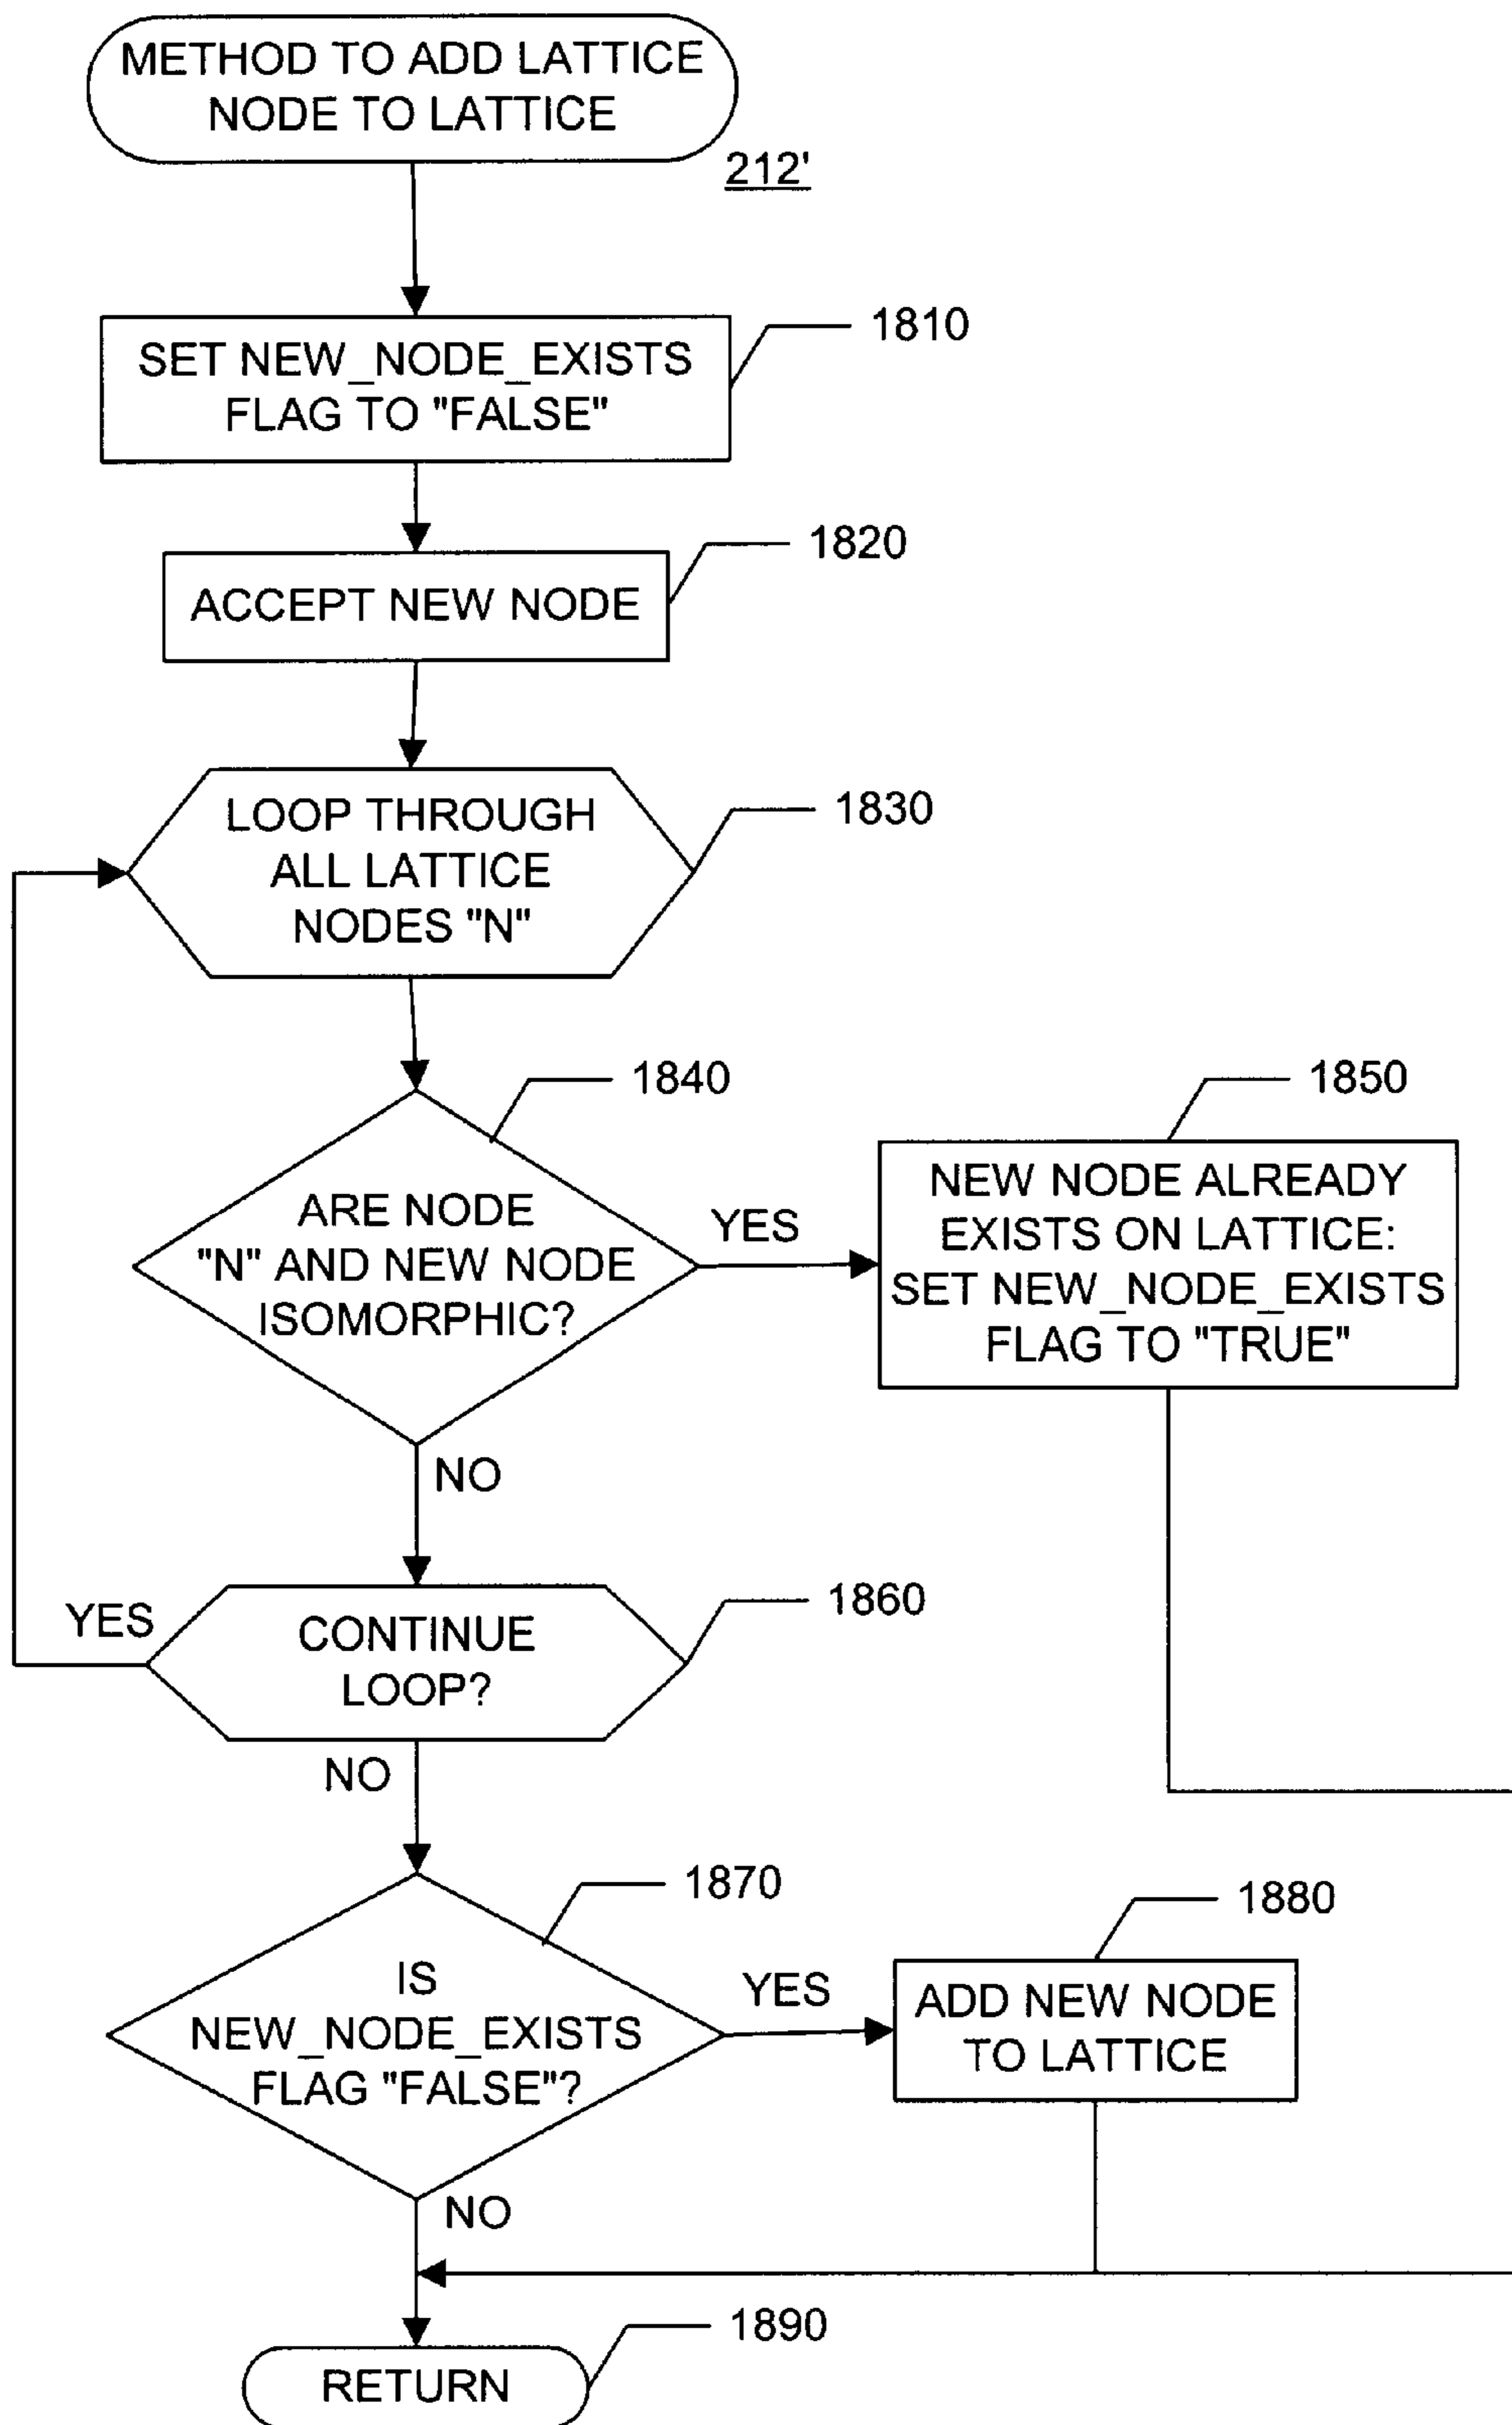 METHOD TO ADD LATTICE
NODE TO LATTICE
212'
1810
SET NEW_NODE_EXISTS
FLAG TO "FALSE"
1820
ACCEPT NEW NODE
1830
LOOP THROUGH
ALL LATTICE
NODES "N"
1840
ARE NODE
"N" AND NEW NODE
ISOMORPHIC?
YES
1850
NEW NODE ALREADY
EXISTS ON LATTICE:
SET NEW_NODE_EXISTS
FLAG TO "TRUE"
NO
1860
YES
CONTINUE
LOOP?
NO
1870
IS
NEW_NODE_EXISTS
FLAG "FALSE"?
YES
1880
ADD NEW NODE
TO LATTICE
NO
1890
RETURN